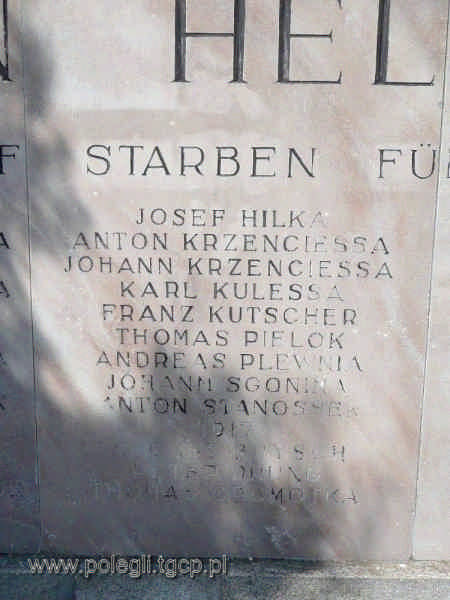 HEL
STARBEN FÜ
JOSEF HILKA
ANTON KRZENCIESSA
JOHANN KRZENCIESSA
KARL KULESSA
FRANZ KUTSCHER
THOMAS PIELOK
ANDREAS PLEWNIA
JOHANN SGONINA
ANTON STANOSSEK
THOMAS
www.polegli.tgcp.pl